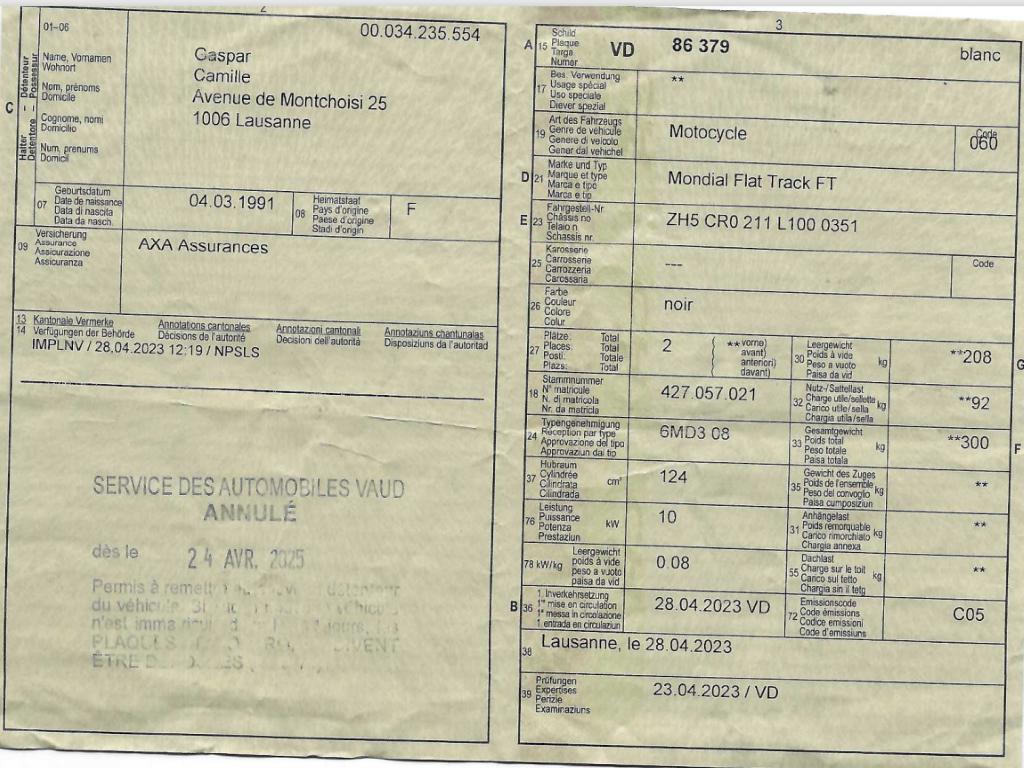 2
01–06
00.034.235.554
C
Halter – Détenteur
Detentore – Possessur
Name, Vornamen
Wohnort
Nom, prénoms
Domicile
Cognome, nomi
Domicilio
Num, prenums
Domicil
Gaspar
Camille
Avenue de Montchoisi 25
1006 Lausanne
07
Geburtsdatum
Date de naissance
Data di nascita
Data da nasch.
04.03.1991
08
Heimatstaat
Pays d'origine
Paese d'origine
Stadi d'origin
F
09
Versicherung
Assurance
Assicurazione
Assicuranza
AXA Assurances
13 Kantonale Vermerke Annotations cantonales Annotazioni cantonali Annotaziuns chantunalas
14 Verfügungen der Behörde Décisions de l'autorité Decisioni dell'autorità Disposiziuns da l'autoritad
IMPLNV / 28.04.2023 12:19 / NPSLS
SERVICE DES AUTOMOBILES VAUD
ANNULÉ
dès le 24 AVR. 2025
Permis à remettre détenteur
du véhicule. Si
n'est
PLAQUES
ÊTRE
3
A 15
Schild
Plaque
Targa
Numer
VD 86 379 blanc
17
Bes. Verwendung
Usage spécial
Uso speciale
Diever spezial
**
19
Art des Fahrzeugs
Genre de véhicule
Genere di veicolo
Gener dal vehichel
Motocycle
Code
060
D 21
Marke und Typ
Marque et type
Marca e tipo
Marca e tip
Mondial Flat Track FT
E 23
Fahrgestell-Nr.
Châssis no
Telaio n.
Schassis nr.
ZH5 CR0 211 L100 0351
25
Karosserie
Carrosserie
Carrozzeria
Carossaria
---
Code
26
Farbe
Couleur
Colore
Colur
noir
27
Plätze: Total
Places: Total
Posti: Totale
Plazs: Total
2
(** vorne)
avant)
anteriori)
davant)
30
Leergewicht
Poids à vide
Peso a vuoto
Paisa da vid
kg
**208
G
18
Stammnummer
N° matricule
N. di matricola
Nr. da matricla
427.057.021
32
Nutz-/Sattellast
Charge utile/sellette
Carico utile/sella
Chargia utila/sella
kg
**92
24
Typengenehmigung
Réception par type
Approvazione del tipo
Approvaziun dal tip
6MD3 08
33
Gesamtgewicht
Poids total
Peso totale
Paisa totala
kg
**300
F
37
Hubraum
Cylindrée
Cilindrata
Cilindrada
cm³
124
35
Gewicht des Zuges
Poids de l'ensemble
Peso del convoglio
Paisa cumposiziun
kg
**
76
Leistung
Puissance
Potenza
Prestaziun
kW
10
31
Anhängelast
Poids remorquable
Carico rimorchiato
Chargia annexa
kg
**
78 kW/kg
Leergewicht
poids à vide
peso a vuoto
paisa da vid
0.08
55
Dachlast
Charge sur le toit
Carico sul tetto
Chargia sin il tetg
kg
**
B 36
1. Inverkehrsetzung
1re mise en circulation
1a messa in circolazione
1. entrada en circulaziun
28.04.2023 VD
72
Emissionscode
Code émissions
Codice emissioni
Code d'emissiuns
C05
38
Lausanne, le 28.04.2023
39
Prüfungen
Expertises
Perizie
Examinaziuns
23.04.2023 / VD